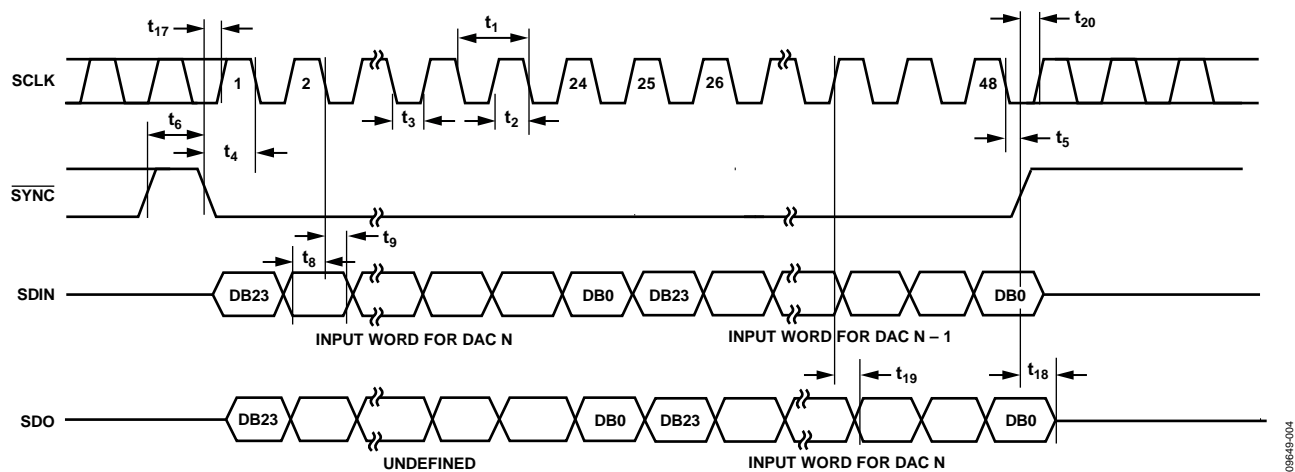 t17
t1
t20
SCLK
1
2
24
25
26
48
t6
t3
t2
t4
t5
SYNC
t9
t8
SDIN
DB23
DB0
DB23
DB0
INPUT WORD FOR DAC N
INPUT WORD FOR DAC N – 1
t19
t18
SDO
DB23
DB0
DB23
DB0
UNDEFINED
INPUT WORD FOR DAC N
09649-004